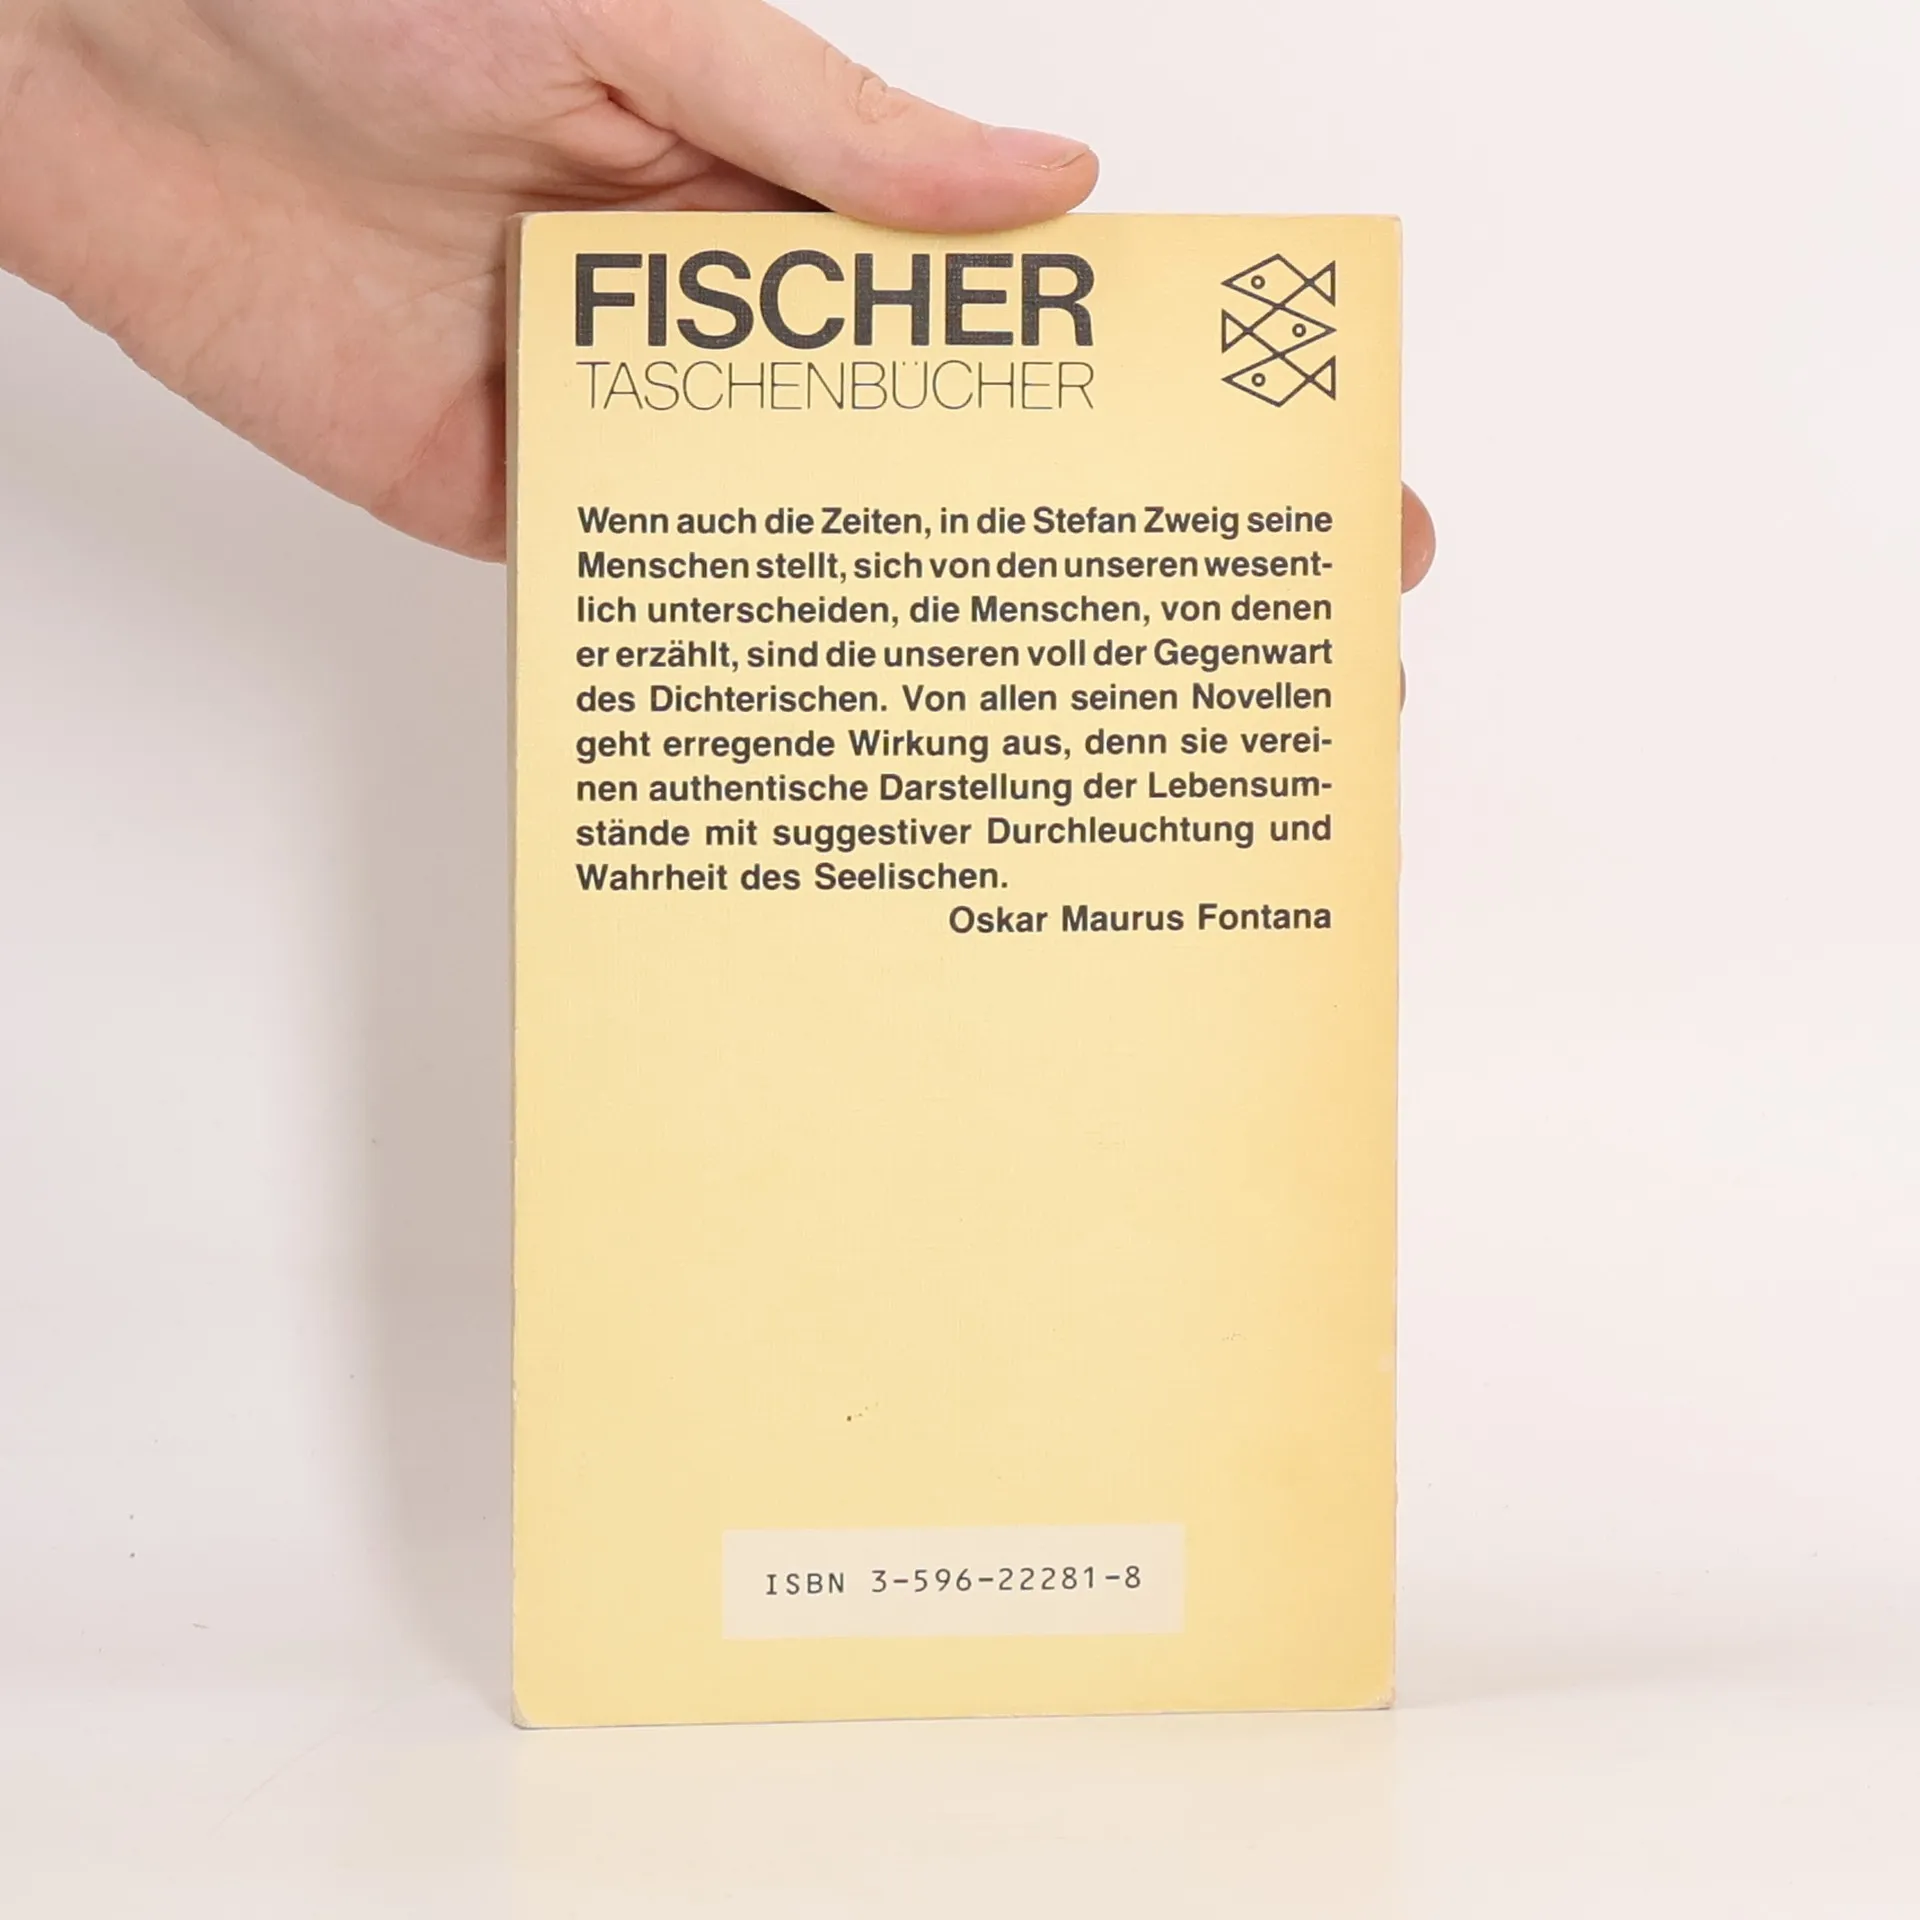 FISCHER
TASCHENBÜCHER
Wenn auch die Zeiten, in die Stefan Zweig seine
Menschen stellt, sich von den unseren wesent-
lich unterscheiden, die Menschen, von denen
er erzählt, sind die unseren voll der Gegenwart
des Dichterischen. Von allen seinen Novellen
geht erregende Wirkung aus, denn sie verei-
nen authentische Darstellung der Lebensum-
stände mit suggestiver Durchleuchtung und
Wahrheit des Seelischen.
Oskar Maurus Fontana
ISBN 3-596-22281-8